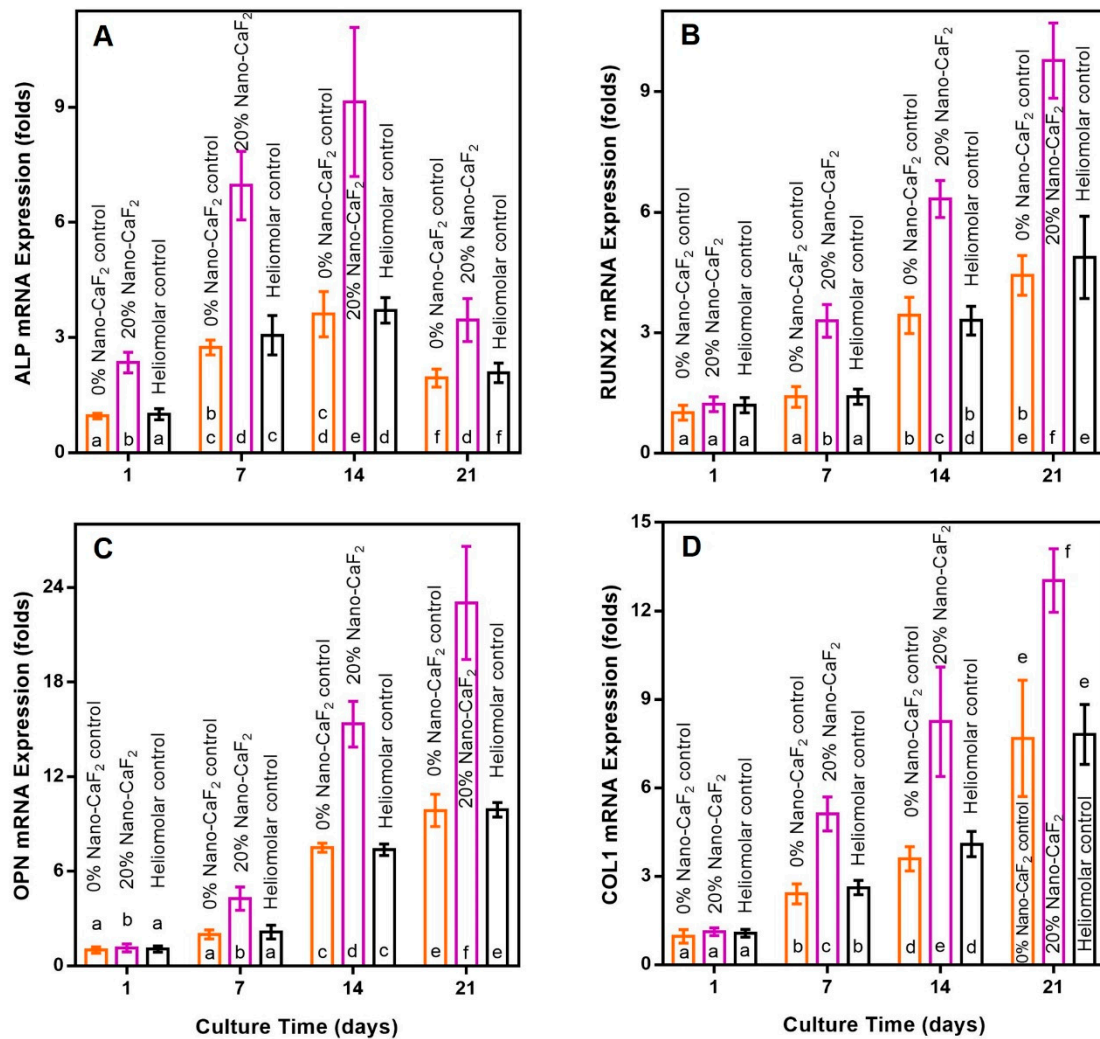 A
ALP mRNA Expression (folds)
9
6
3
0
0% Nano-CaF₂ control
20% Nano-CaF₂
Heliomolar control
0% Nano-CaF₂ control
20% Nano-CaF₂
Heliomolar control
0% Nano-CaF₂ control
20% Nano-CaF₂
Heliomolar control
0% Nano-CaF₂ control
20% Nano-CaF₂
Heliomolar control
a
b
a
b
c
d
c
c
d
e
d
f
d
f
1
7
14
21
B
RUNX2 mRNA Expression (folds)
9
6
3
0
0% Nano-CaF₂ control
20% Nano-CaF₂
Heliomolar control
0% Nano-CaF₂ control
20% Nano-CaF₂
Heliomolar control
0% Nano-CaF₂ control
20% Nano-CaF₂
Heliomolar control
0% Nano-CaF₂ control
20% Nano-CaF₂
Heliomolar control
a
a
a
a
b
a
b
c
b
d
b
e
f
e
1
7
14
21
C
OPN mRNA Expression (folds)
24
18
12
6
0
0% Nano-CaF₂ control
20% Nano-CaF₂
Heliomolar control
0% Nano-CaF₂ control
20% Nano-CaF₂
Heliomolar control
0% Nano-CaF₂ control
20% Nano-CaF₂
Heliomolar control
0% Nano-CaF₂ control
20% Nano-CaF₂
Heliomolar control
a
b
a
a
b
a
c
d
c
e
f
e
1
7
14
21
Culture Time (days)
D
COL1 mRNA Expression (folds)
15
12
9
6
3
0
0% Nano-CaF₂ control
20% Nano-CaF₂
Heliomolar control
0% Nano-CaF₂ control
20% Nano-CaF₂
Heliomolar control
0% Nano-CaF₂ control
20% Nano-CaF₂
Heliomolar control
0% Nano-CaF₂ control
20% Nano-CaF₂
Heliomolar control
a
a
a
b
c
b
d
e
d
e
f
e
1
7
14
21
Culture Time (days)